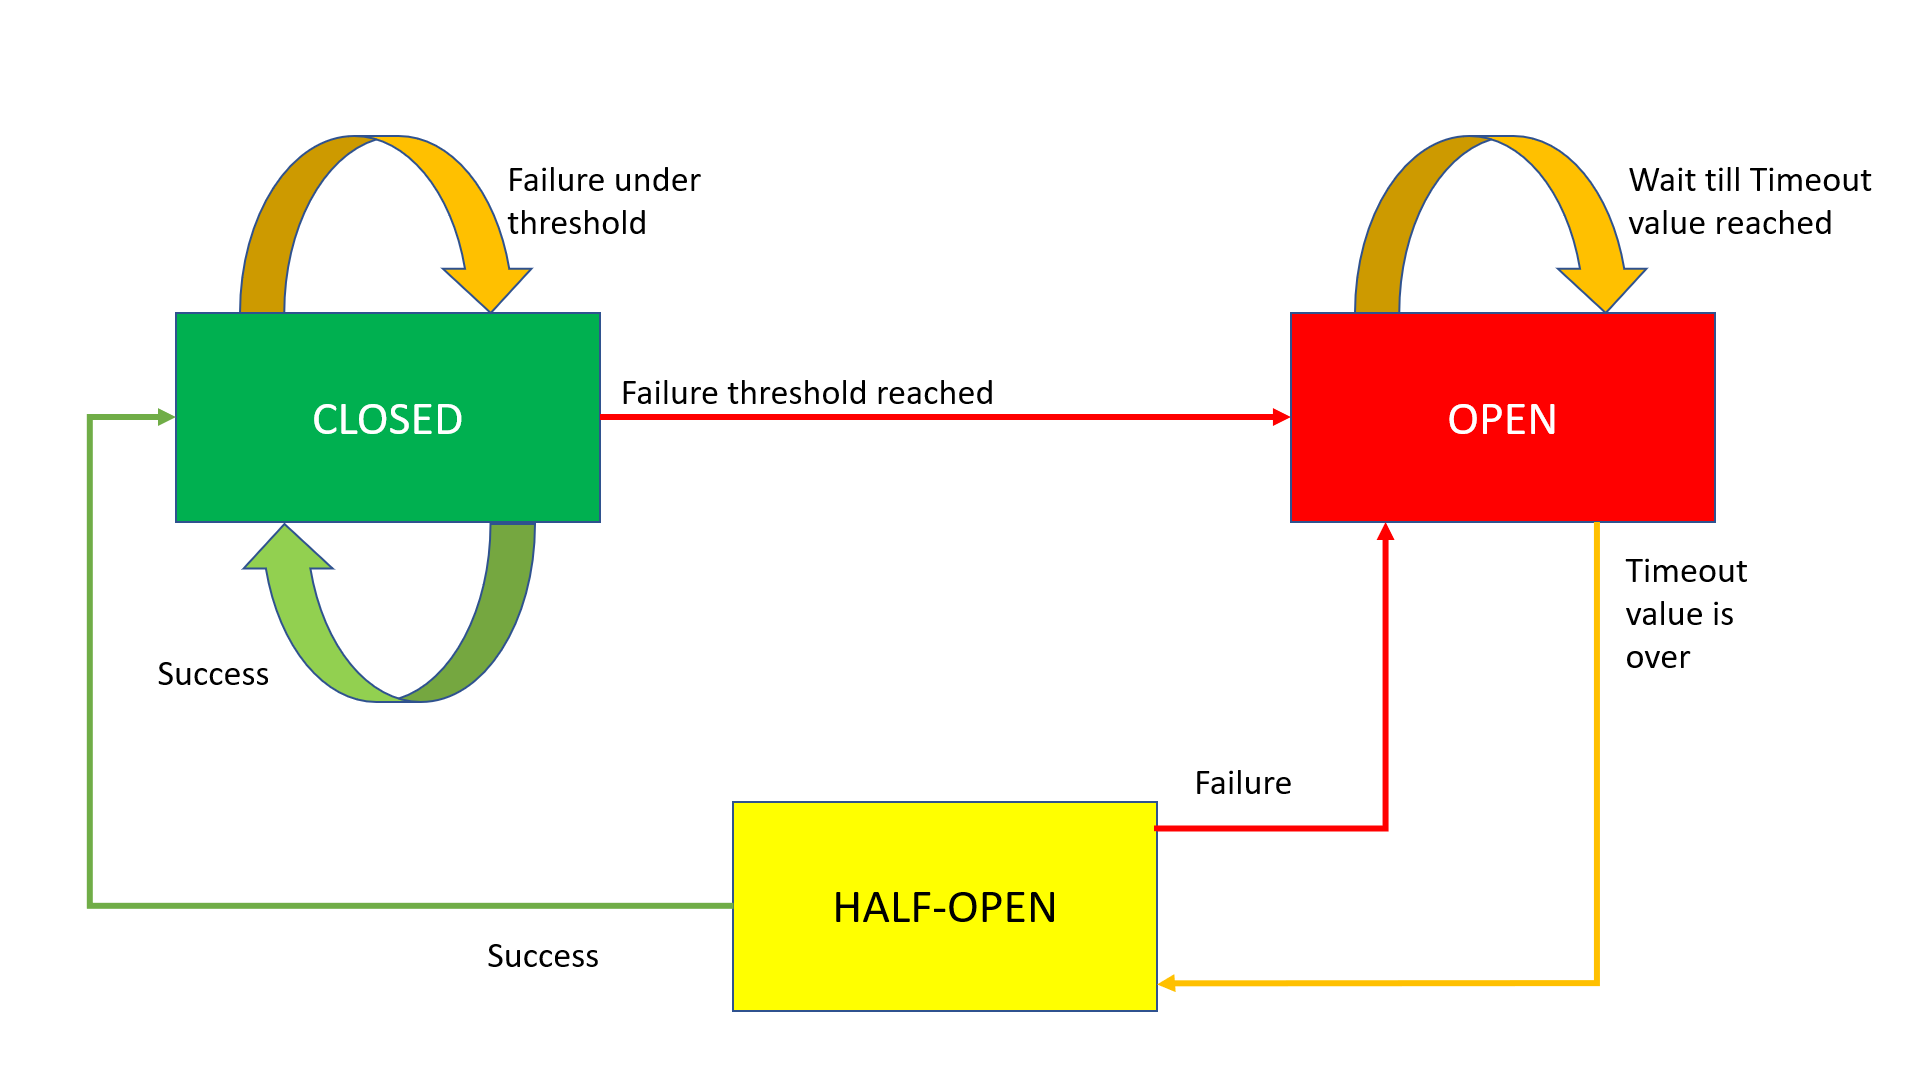 Failure under
threshold
Wait till Timeout
value reached
CLOSED
Failure threshold reached
OPEN
Timeout
value is
over
Success
Failure
HALF-OPEN
Success